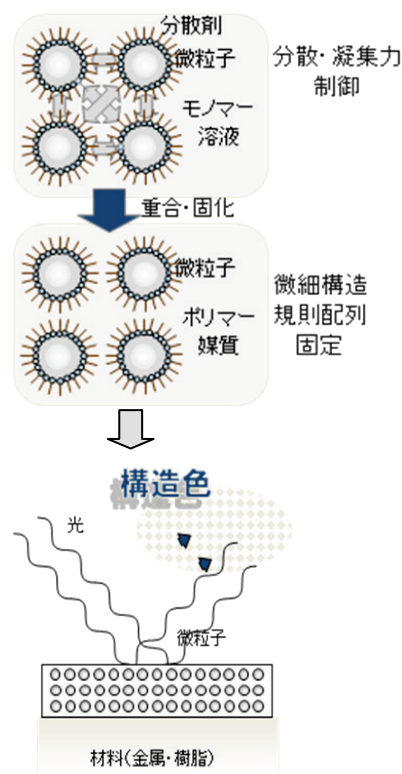 分散剤
微粒子
モノマー
溶液
分散・凝集力
制御
重合・固化
微粒子
ポリマー
媒質
微細構造
規則配列
固定
構造色
光
微粒子
材料(金属・樹脂)